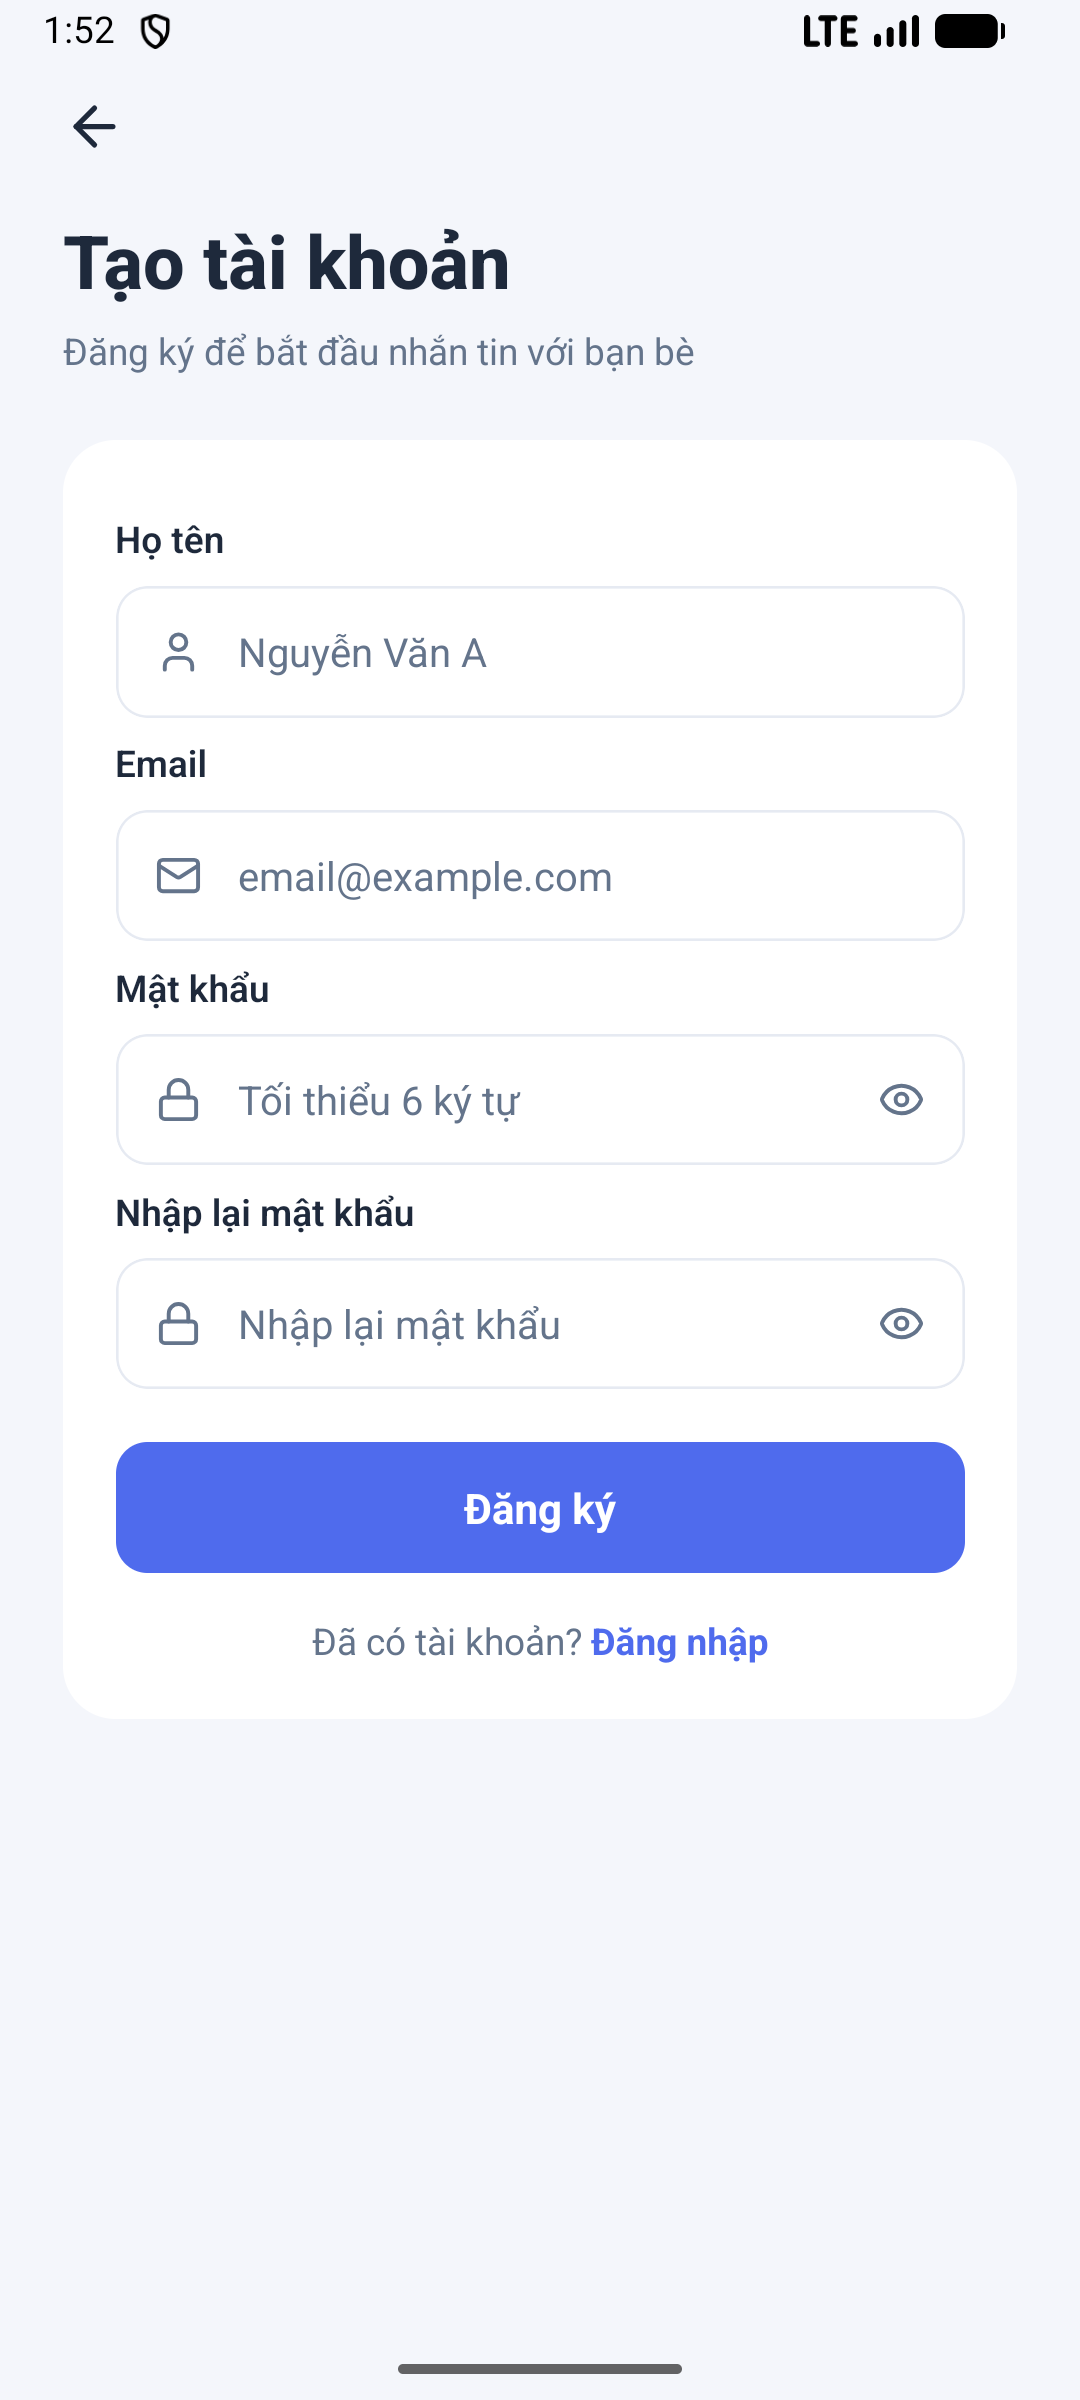 1:52
LTE
Tạo tài khoản
Đăng ký để bắt đầu nhắn tin với bạn bè
Họ tên
Nguyễn Văn A
Email
email@example.com
Mật khẩu
Tối thiểu 6 ký tự
Nhập lại mật khẩu
Nhập lại mật khẩu
Đăng ký
Đã có tài khoản? Đăng nhập